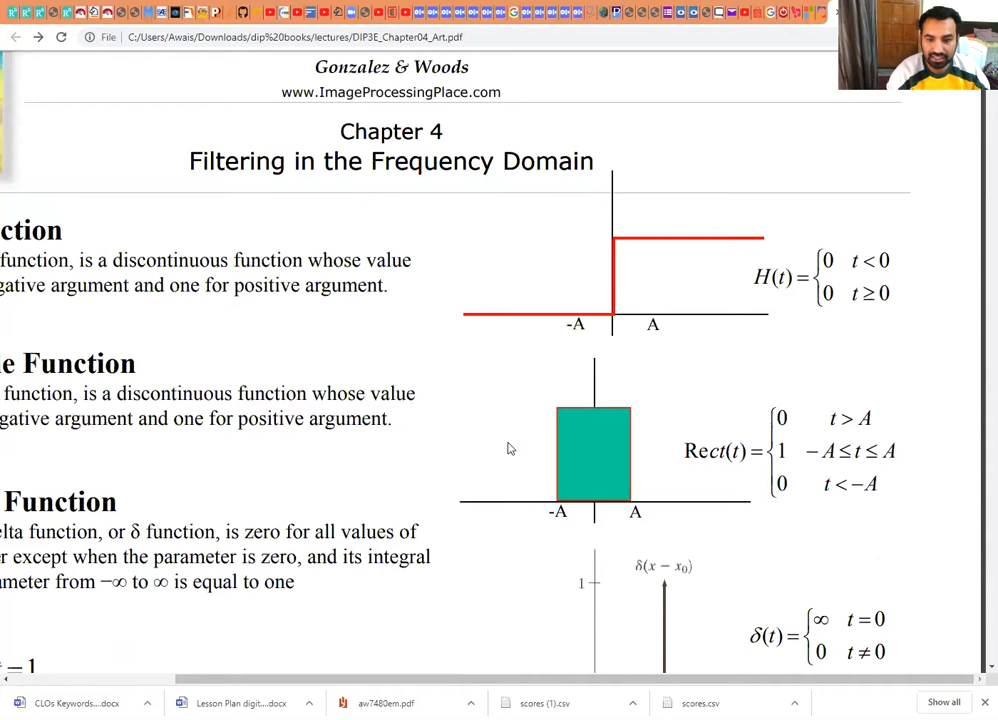 File
C:/Users/Awais/Downloads/dip%20books/lectures/DIP3E_Chapter04_Art.pdf
Gonzalez & Woods
www.ImageProcessingPlace.com
Chapter 4
Filtering in the Frequency Domain
ction
function, is a discontinuous function whose value
gative argument and one for positive argument.
-A A
H(t) = {0 t < 0
0 t ≥ 0
e Function
function, is a discontinuous function whose value
gative argument and one for positive argument.
-A A
Rect(t) = {0 t > A
1 −A ≤ t ≤ A
0 t < −A
Function
elta function, or δ function, is zero for all values of
r except when the parameter is zero, and its integral
ameter from −∞ to ∞ is equal to one
1
δ(x − x₀)
δ(t) = {∞ t = 0
0 t ≠ 0
= 1
CLOs Keywords....docx
Lesson Plan digit....docx
aw7480em.pdf
scores (1).csv
scores.csv
Show all